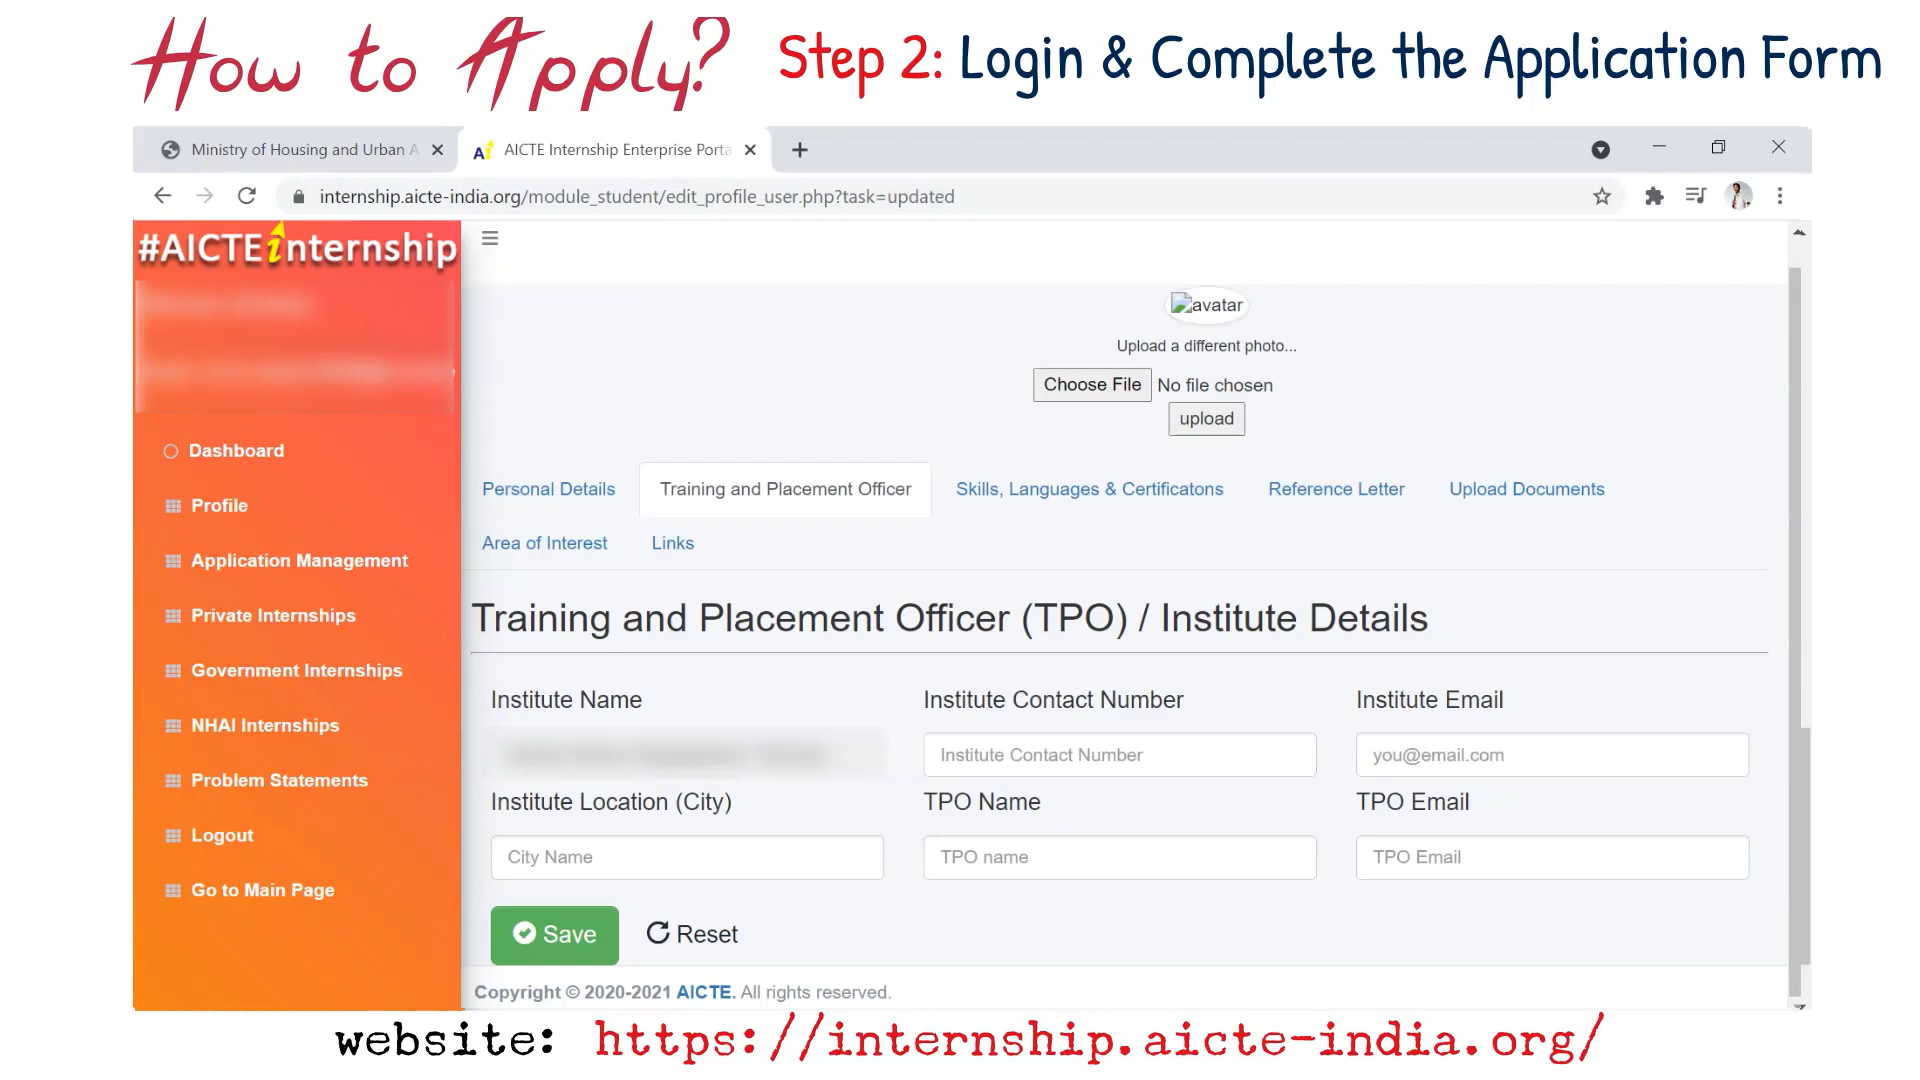 How to Apply? Step 2: Login & Complete the Application Form
Ministry of Housing and Urban A
AICTE Internship Enterprise Porta
internship.aicte-india.org/module_student/edit_profile_user.php?task=updated
#AICTEinternship
avatar
Upload a different photo...
Choose File No file chosen
upload
Dashboard
Profile
Application Management
Private Internships
Government Internships
NHAI Internships
Problem Statements
Logout
Go to Main Page
Personal Details
Training and Placement Officer
Skills, Languages & Certificatons
Reference Letter
Upload Documents
Area of Interest
Links
Training and Placement Officer (TPO) / Institute Details
Institute Name
Institute Contact Number
Institute Email
Institute Contact Number
you@email.com
Institute Location (City)
TPO Name
TPO Email
City Name
TPO name
TPO Email
Save
Reset
Copyright © 2020-2021 AICTE. All rights reserved.
website: https://internship.aicte-india.org/